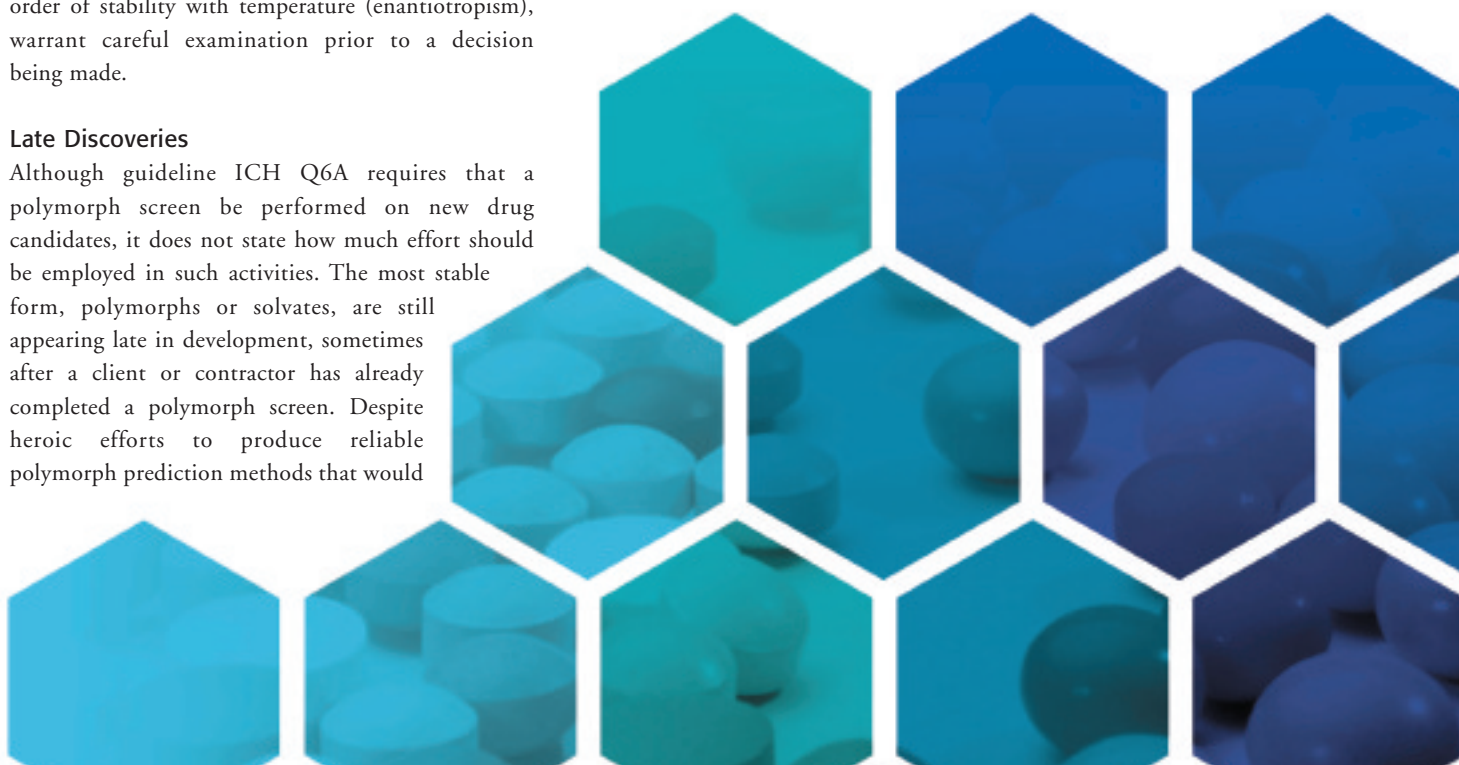 order of stability with temperature (enantiotropism),
warrant careful examination prior to a decision
being made.
Late Discoveries
Although guideline ICH Q6A requires that a
polymorph screen be performed on new drug
candidates, it does not state how much effort should
be employed in such activities. The most stable
form, polymorphs or solvates, are still
appearing late in development, sometimes
after a client or contractor has already
completed a polymorph screen. Despite
heroic efforts to produce reliable
polymorph prediction methods that would